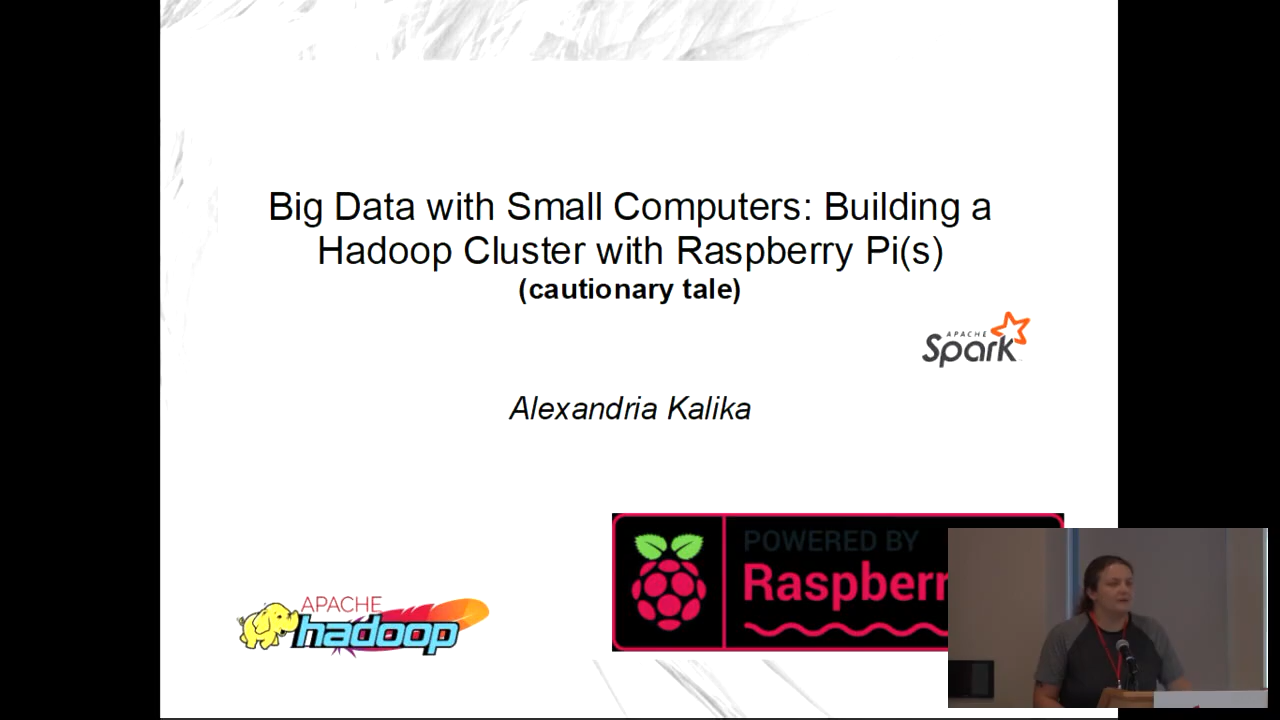 Big Data with Small Computers: Building a
Hadoop Cluster with Raspberry Pi(s)
(cautionary tale)
APACHE
Spark
Alexandria Kalika
POWERED BY
Raspberr
APACHE
hadoop